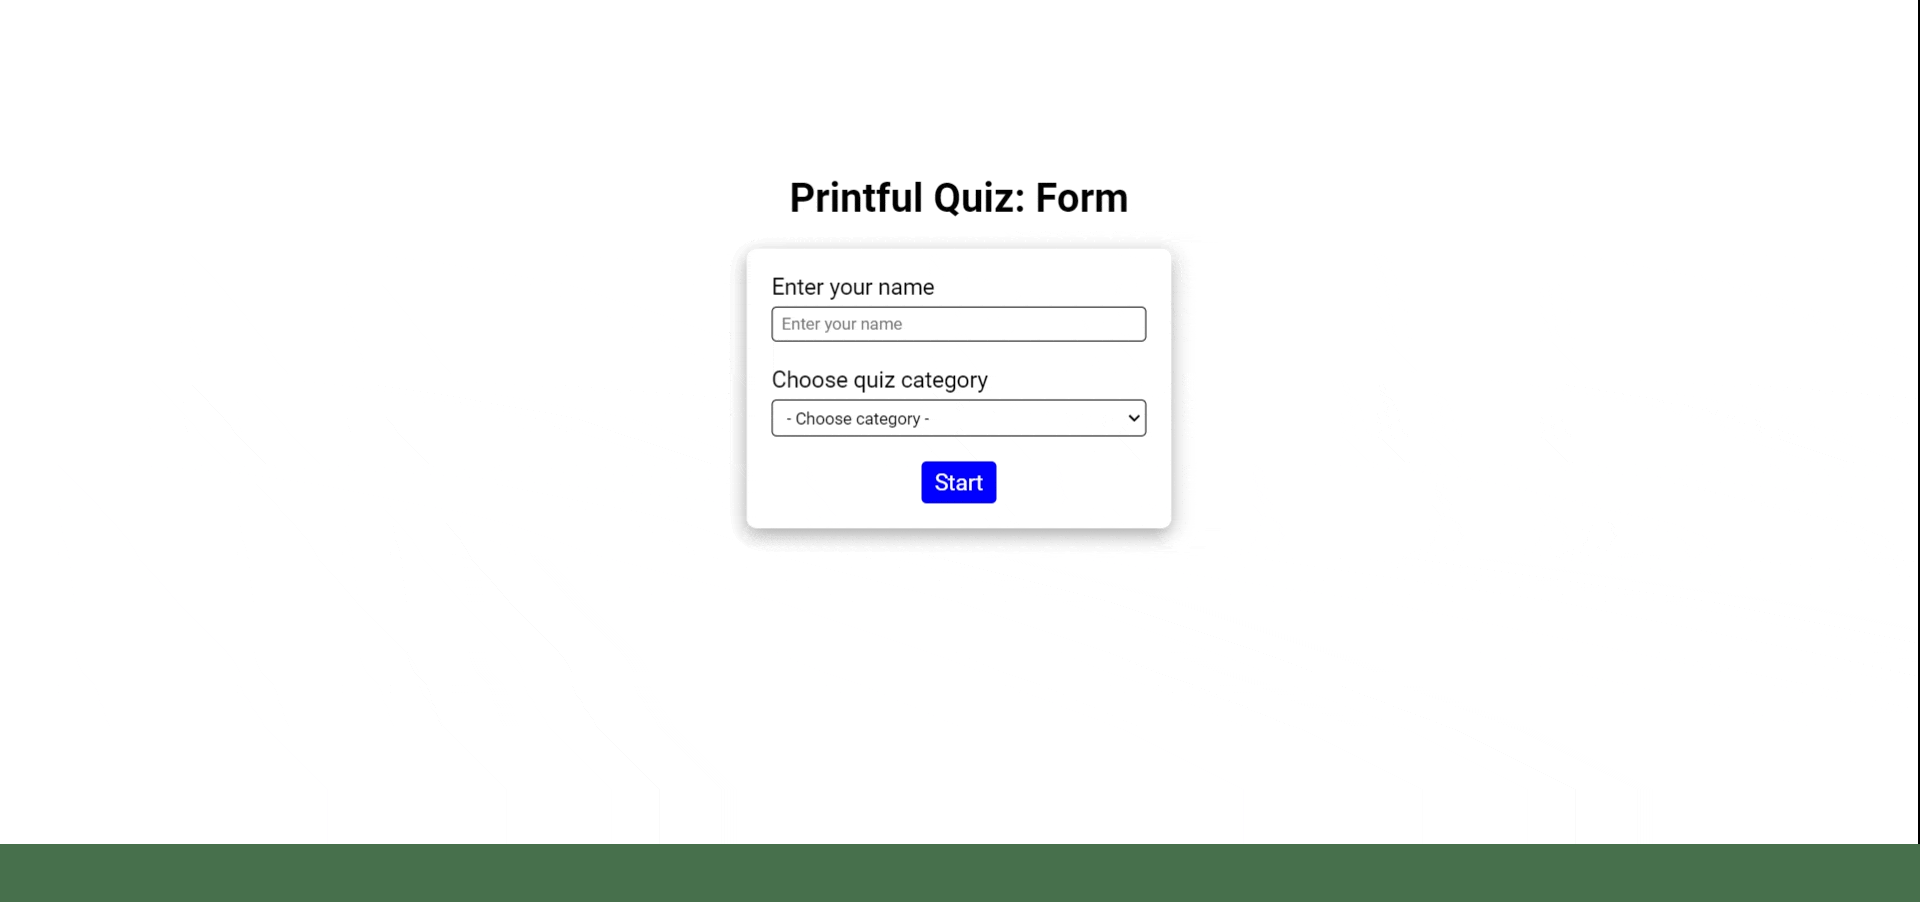 Printful Quiz: Form
Enter your name
Enter your name
Choose quiz category
- Choose category -
Start